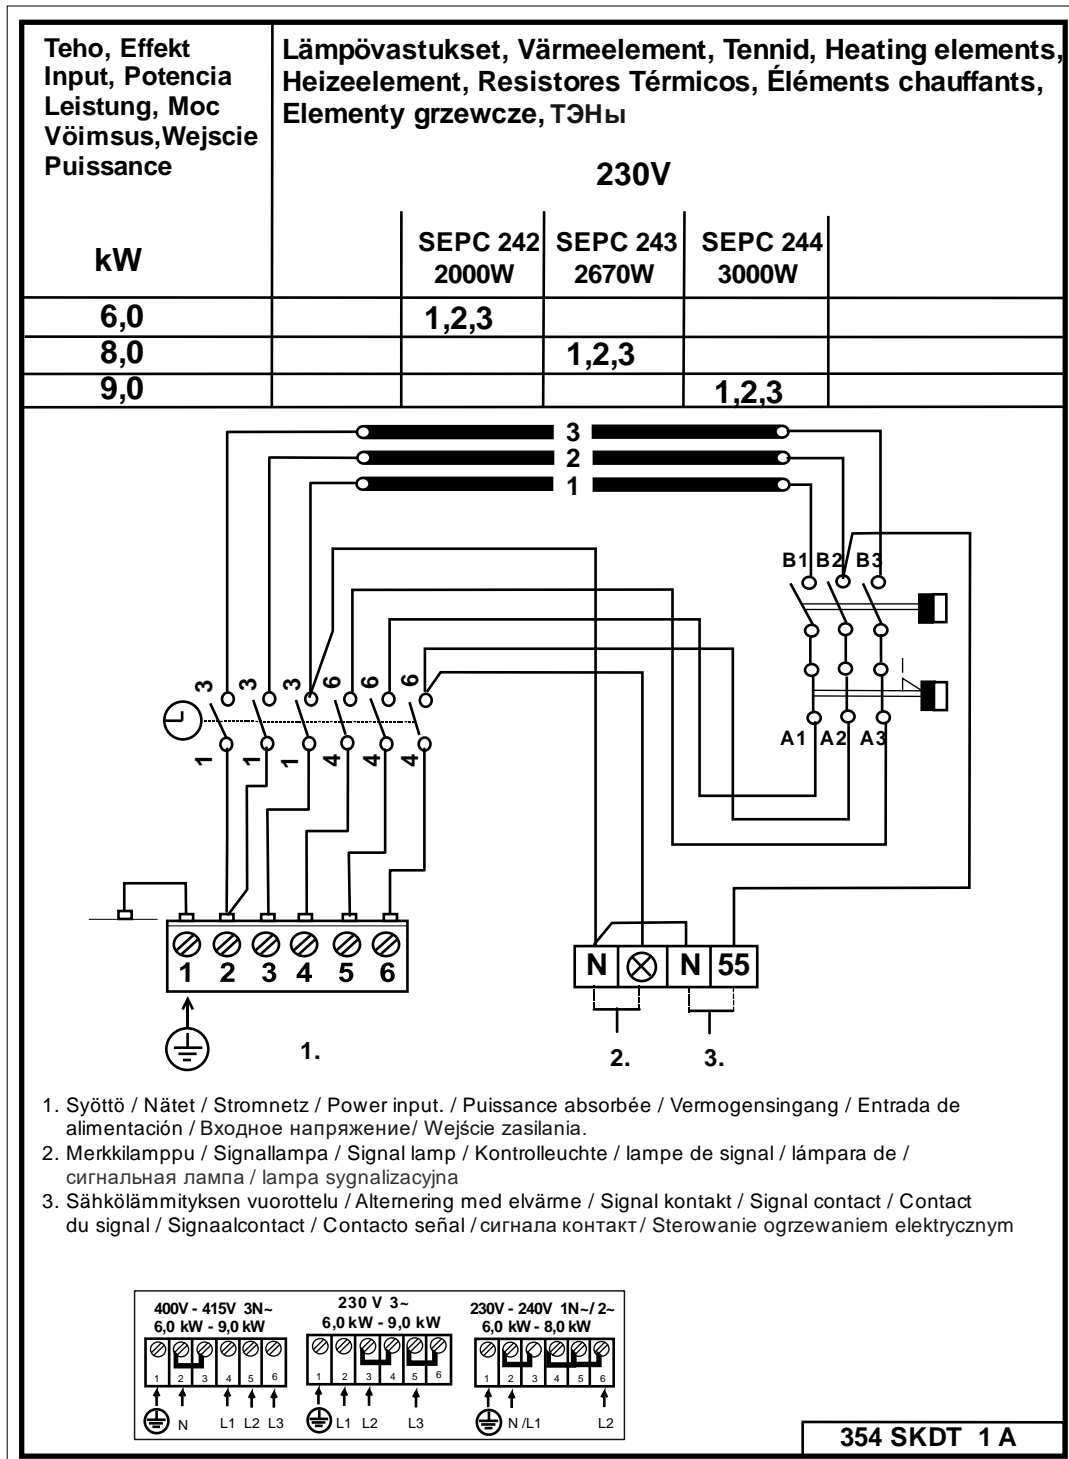 Teho, Effekt
Input, Potencia
Leistung, Moc
Vöimsus,Wejscie
Puissance
Lämpövastukset, Värmeelement, Tennid, Heating elements,
Heizeelement, Resistores Térmicos, Éléments chauffants,
Elementy grzewcze, ТЭНы
230V
kW
SEPC 242 SEPC 243 SEPC 244
2000W 2670W 3000W
6,0 1,2,3
8,0 1,2,3
9,0 1,2,3
3
2
1
B1 B2 B3
3 3 3 6 6 6
1 1 1 4 4 4
A1 A2 A3
1 2 3 4 5 6
N N 55
1.
2. 3.
1. Syöttö / Nätet / Stromnetz / Power input. / Puissance absorbée / Vermogensingang / Entrada de
alimentación / Входное напряжение/ Wejście zasilania.
2. Merkkilamppu / Signallampa / Signal lamp / Kontrolleuchte / lampe de signal / lámpara de /
сигнальная лампа / lampa sygnalizacyjna
3. Sähkölämmityksen vuorottelu / Alternering med elvärme / Signal kontakt / Signal contact / Contact
du signal / Signaalcontact / Contacto señal / сигнала контакт / Sterowanie ogrzewaniem elektrycznym
400V - 415V 3N~
6,0 kW - 9,0 kW
1 2 3 4 5 6
N L1 L2 L3
230 V 3~
6,0 kW - 9,0 kW
1 2 3 4 5 6
L1 L2 L3
230V - 240V 1N~/ 2~
6,0 kW - 8,0 kW
1 2 3 4 5 6
N /L1 L2
354 SKDT 1 A